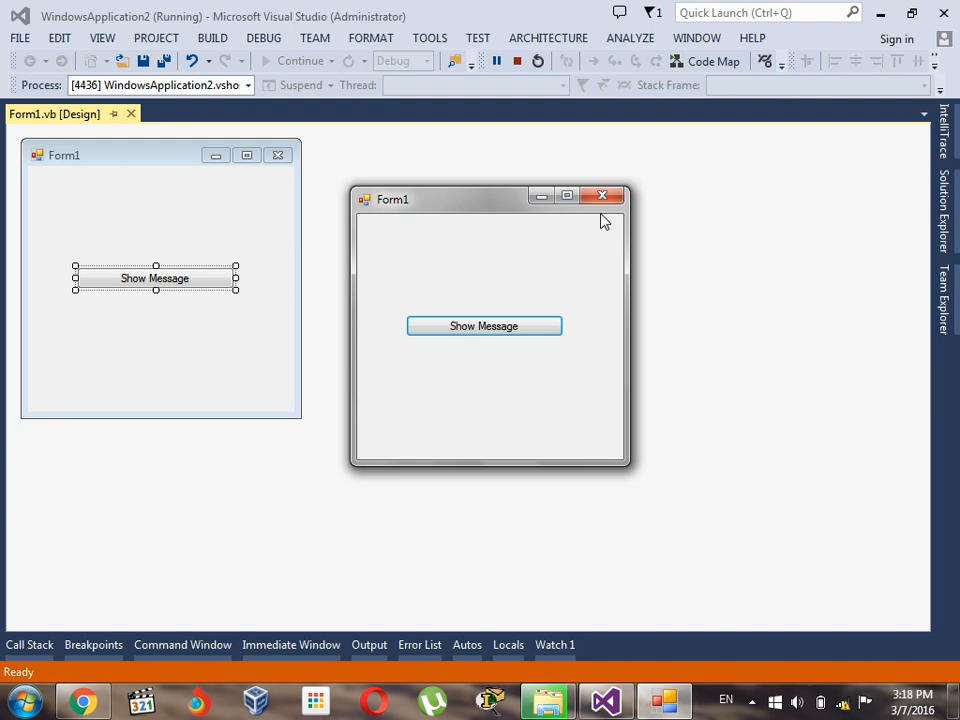 WindowsApplication2 (Running) - Microsoft Visual Studio (Administrator)
1
Quick Launch (Ctrl+Q)
FILE EDIT VIEW PROJECT BUILD DEBUG TEAM FORMAT TOOLS TEST ARCHITECTURE ANALYZE WINDOW HELP Sign in
Continue Debug Code Map
Process: [4436] WindowsApplication2.vsho Suspend Thread: Stack Frame:
Form1.vb [Design]
IntelliTrace
Solution Explorer
Team Explorer
Form1
Show Message
Form1
Show Message
Call Stack Breakpoints Command Window Immediate Window Output Error List Autos Locals Watch 1
Ready
321
EN
3:18 PM
3/7/2016